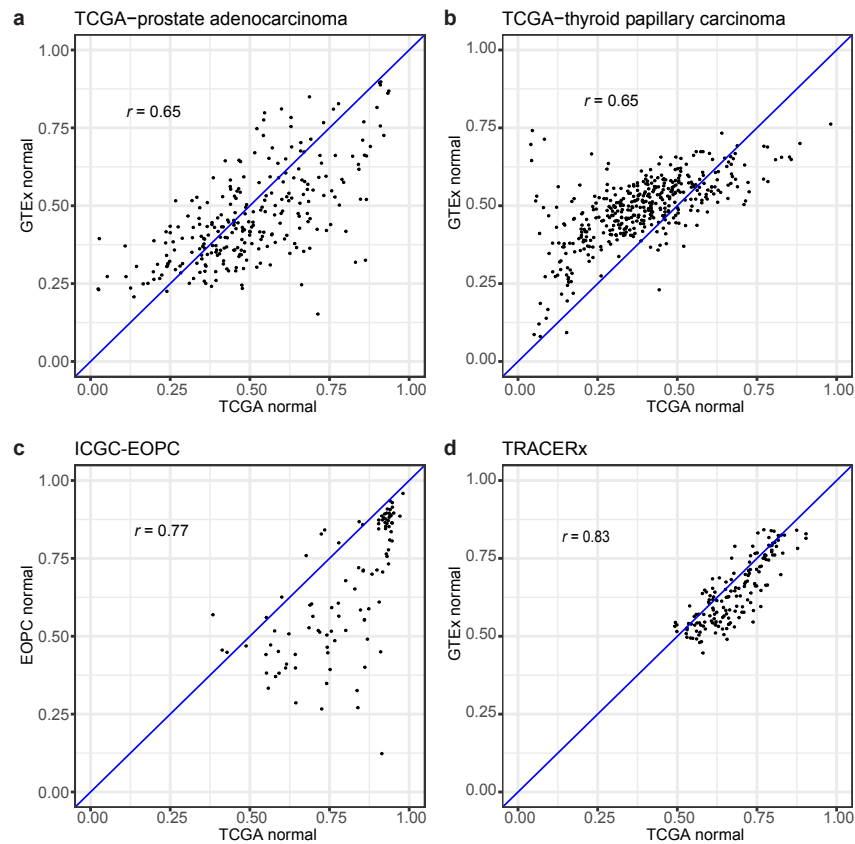 a TCGA−prostate adenocarcinoma
1.00
0.75
0.50
0.25
0.00
GTEx normal
r = 0.65
0.00 0.25 0.50 0.75 1.00
TCGA normal
b TCGA−thyroid papillary carcinoma
1.00
0.75
0.50
0.25
0.00
GTEx normal
r = 0.65
0.00 0.25 0.50 0.75 1.00
TCGA normal
c ICGC-EOPC
1.00
0.75
0.50
0.25
0.00
EOPC normal
r = 0.77
0.00 0.25 0.50 0.75 1.00
TCGA normal
d TRACERx
1.00
0.75
0.50
0.25
0.00
GTEx normal
r = 0.83
0.00 0.25 0.50 0.75 1.00
TCGA normal